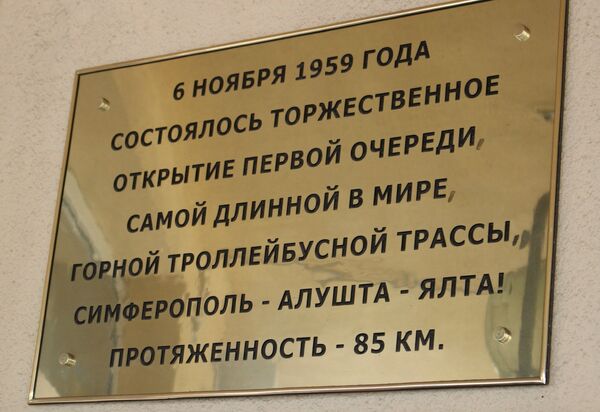 6 НОЯБРЯ 1959 ГОДА
СОСТОЯЛОСЬ ТОРЖЕСТВЕННОЕ
ОТКРЫТИЕ ПЕРВОЙ ОЧЕРЕДИ,
САМОЙ ДЛИННОЙ В МИРЕ,
ГОРНОЙ ТРОЛЛЕЙБУСНОЙ ТРАССЫ,
СИМФЕРОПОЛЬ - АЛУШТА - ЯЛТА!
ПРОТЯЖЕННОСТЬ - 85 КМ.